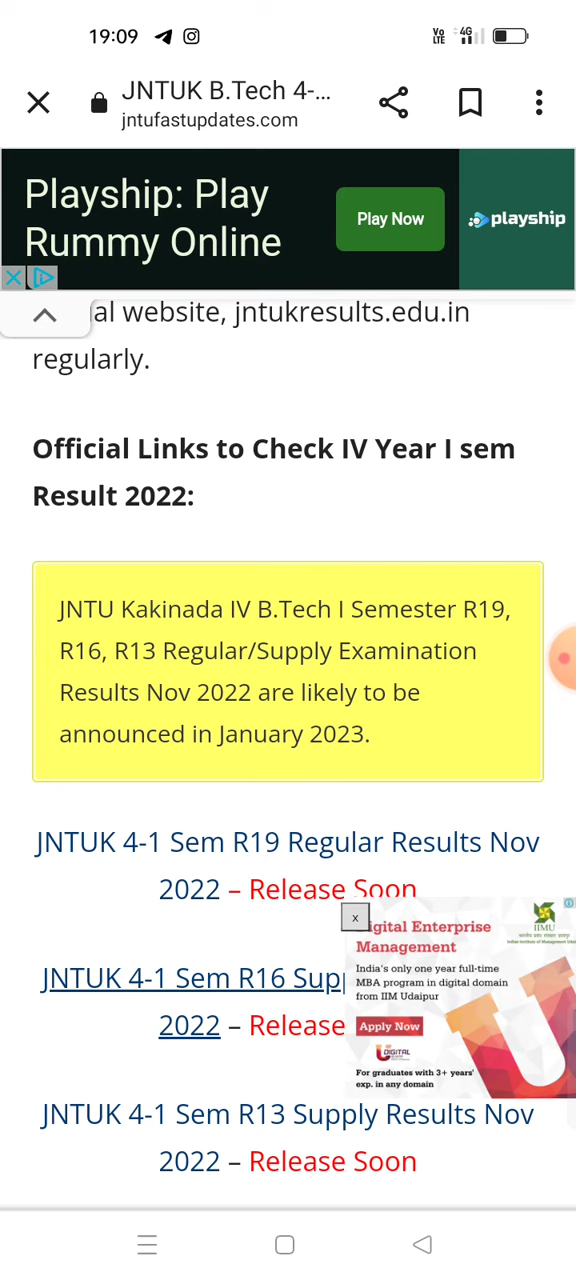 19:09
Vo
LTE
4G
JNTUK B.Tech 4-...
jntufastupdates.com
Playship: Play
Rummy Online
Play Now
playship
al website, jntukresults.edu.in
regularly.
Official Links to Check IV Year I sem
Result 2022:
JNTU Kakinada IV B.Tech I Semester R19,
R16, R13 Regular/Supply Examination
Results Nov 2022 are likely to be
announced in January 2023.
JNTUK 4-1 Sem R19 Regular Results Nov
2022 – Release Soon
x
igital Enterprise
Management
IIMU
India's only one year full-time
MBA program in digital domain
from IIM Udaipur
Apply Now
DIGITAL
For graduates with 3+ years'
exp. in any domain
JNTUK 4-1 Sem R16 Supp
2022 – Release
JNTUK 4-1 Sem R13 Supply Results Nov
2022 – Release Soon